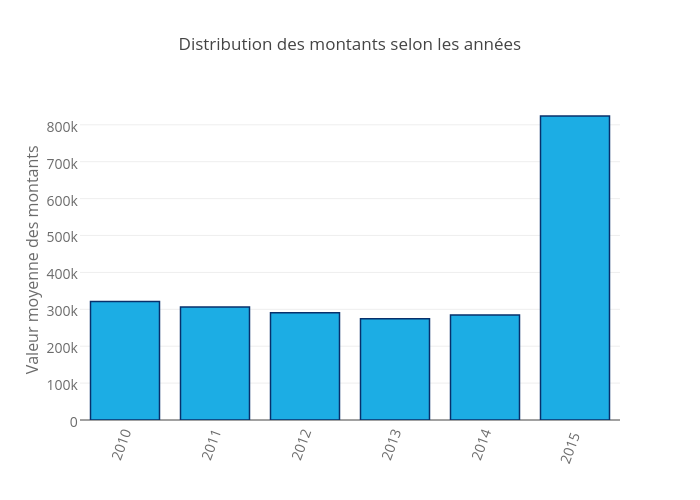 Distribution des montants selon les années
Valeur moyenne des montants
800k
700k
600k
500k
400k
300k
200k
100k
0
2010
2011
2012
2013
2014
2015